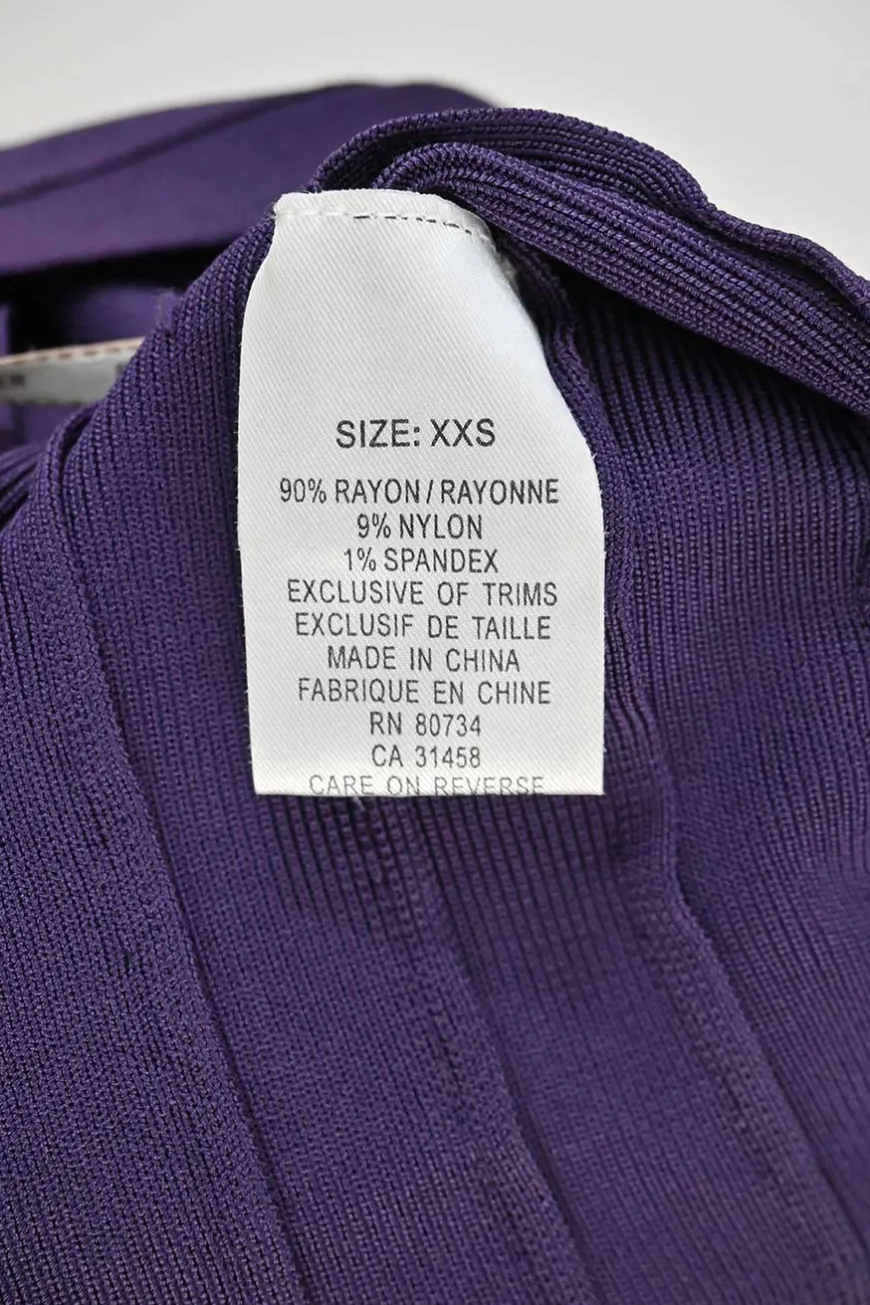 SIZE: XXS
90% RAYON / RAYONNE
9% NYLON
1% SPANDEX
EXCLUSIVE OF TRIMS
EXCLUSIF DE TAILLE
MADE IN CHINA
FABRIQUE EN CHINE
RN 80734
CA 31458
CARE ON REVERSE